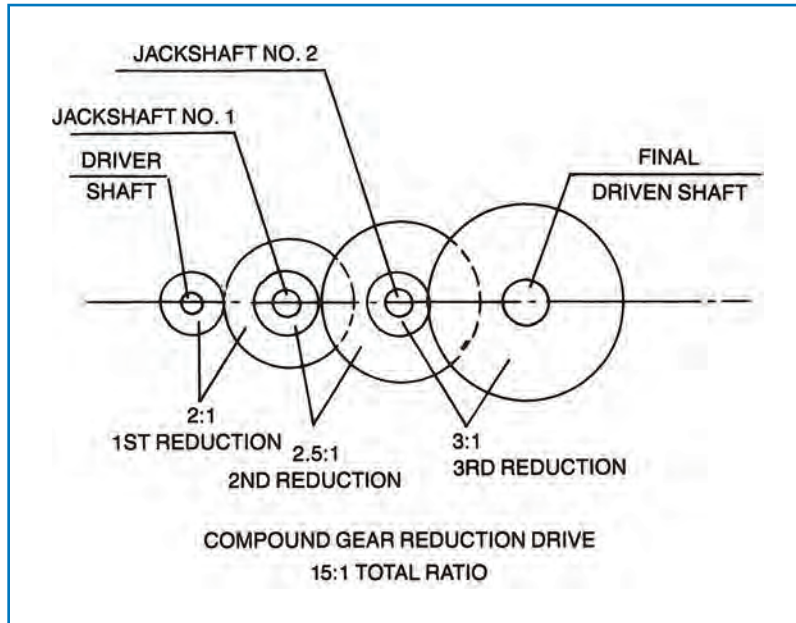 JACKSHAFT NO. 2
JACKSHAFT NO. 1
DRIVER
SHAFT
FINAL
DRIVEN SHAFT
2:1
1ST REDUCTION
2.5:1
2ND REDUCTION
3:1
3RD REDUCTION
COMPOUND GEAR REDUCTION DRIVE
15:1 TOTAL RATIO